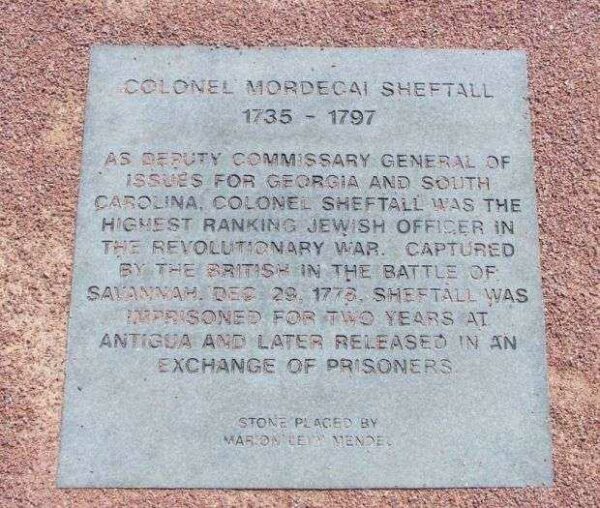 COLONEL MORDECAI SHEFTALL
1735 - 1797
AS DEPUTY COMMISSARY GENERAL OF
ISSUES FOR GEORGIA AND SOUTH
CAROLINA, COLONEL SHEFTALL WAS THE
HIGHEST RANKING JEWISH OFFICER IN
THE REVOLUTIONARY WAR. CAPTURED
BY THE BRITISH IN THE BATTLE OF
SAVANNAH, DEC 29, 1778, SHEFTALL WAS
IMPRISONED FOR TWO YEARS AT
ANTIGUA AND LATER RELEASED IN AN
EXCHANGE OF PRISONERS
STONE PLACED BY
MARION LEVY MENDEL